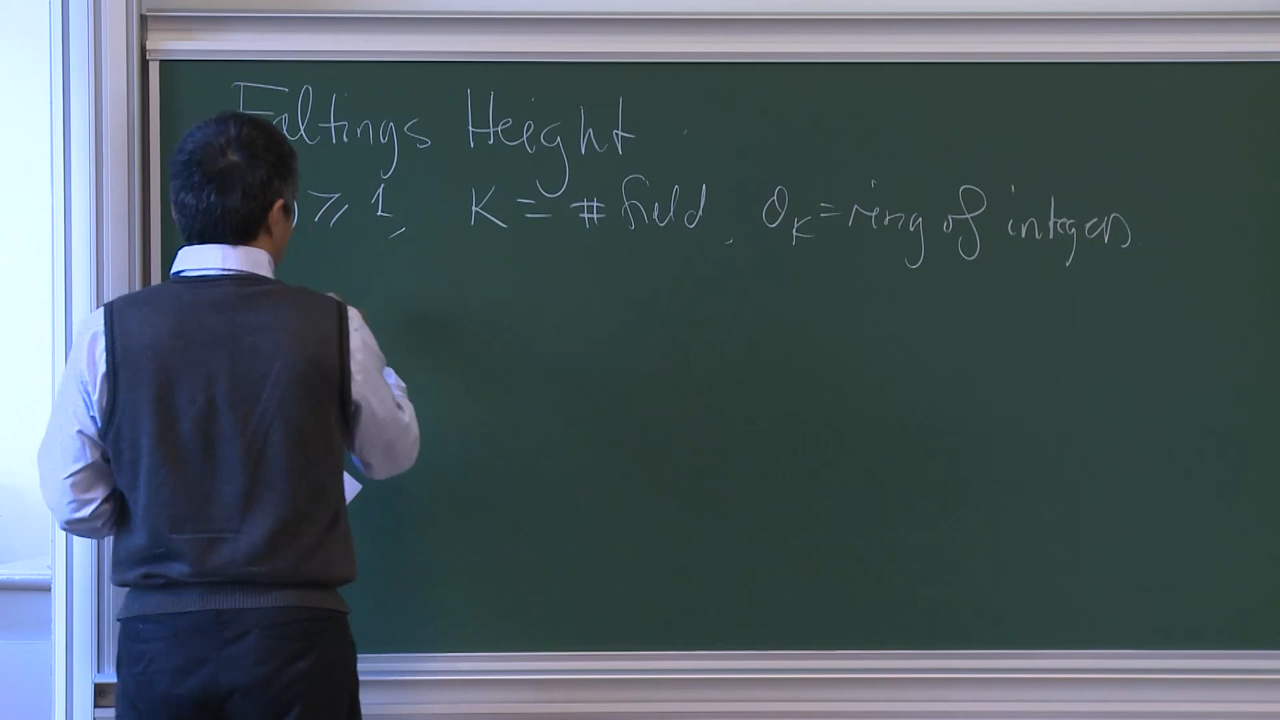 Faltings Height
⩾ 1, K = # field, O_K = ring of integers